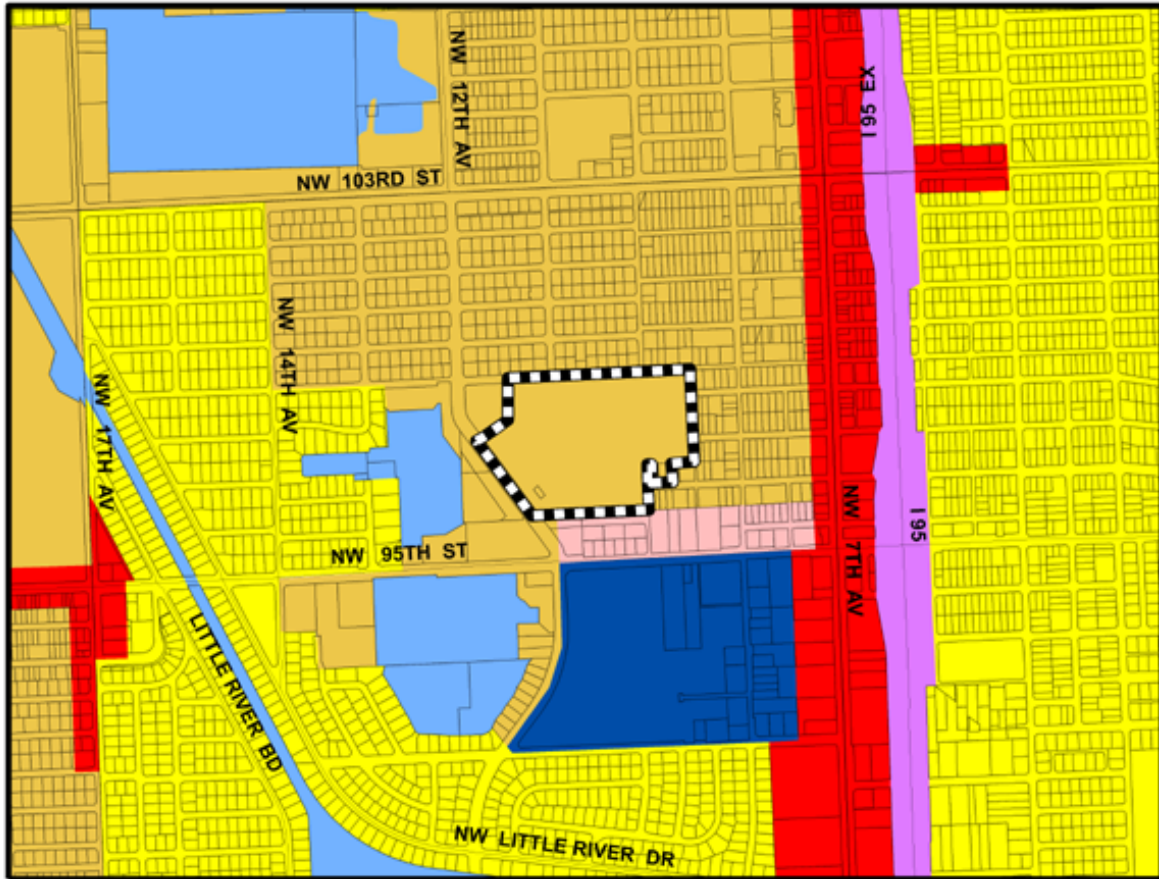 NW 12TH AV
I 95 EX
NW 103RD ST
NW 14TH AV
NW 17TH AV
NW 7TH AV
I 95
NW 95TH ST
LITTLE RIVER BD
NW LITTLE RIVER DR